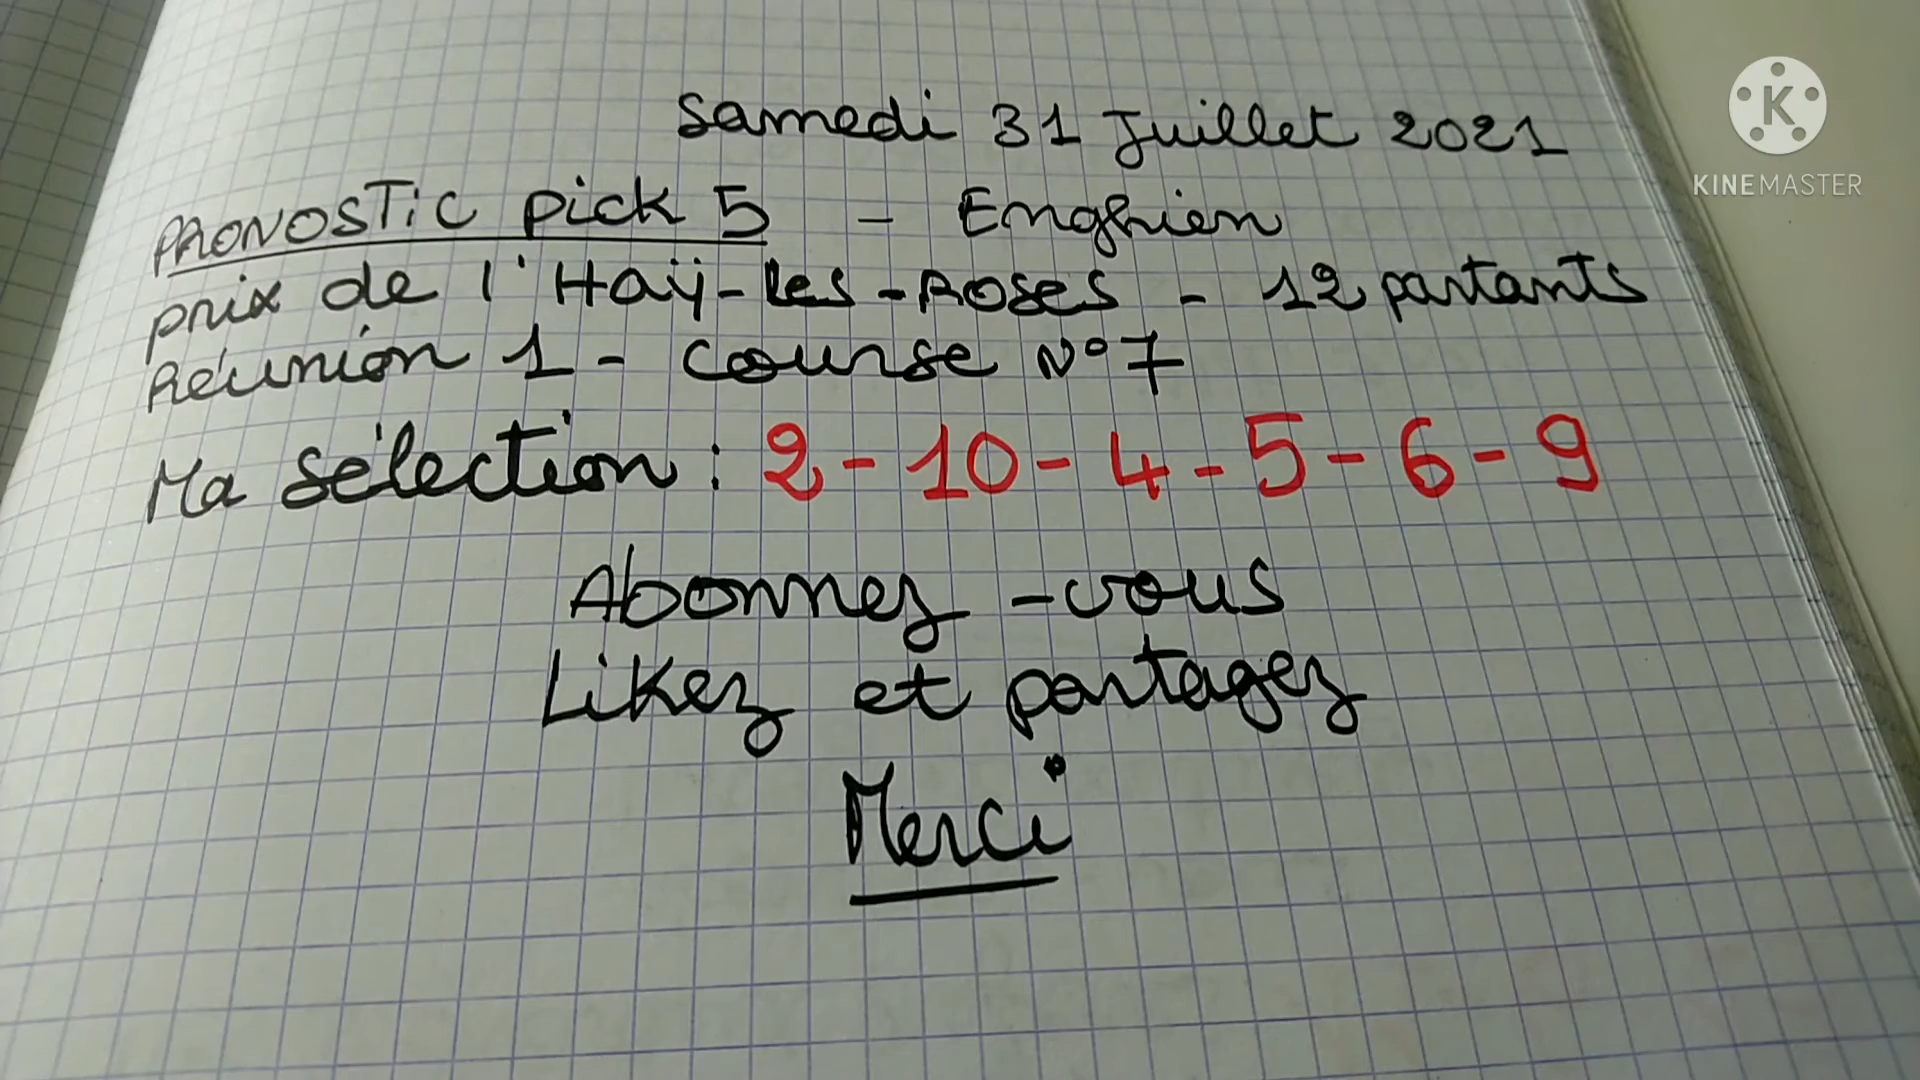 Samedi 31 Juillet 2021
PRONOSTIC pick 5 - Enghien
prix de l'Haÿ-Les-Roses - 12 partants
Réunion 1 - course N°7
Ma sélection : 2 - 10 - 4 - 5 - 6 - 9
Abonnez-vous
Likez et partagez
Merci
K
KINEMASTER